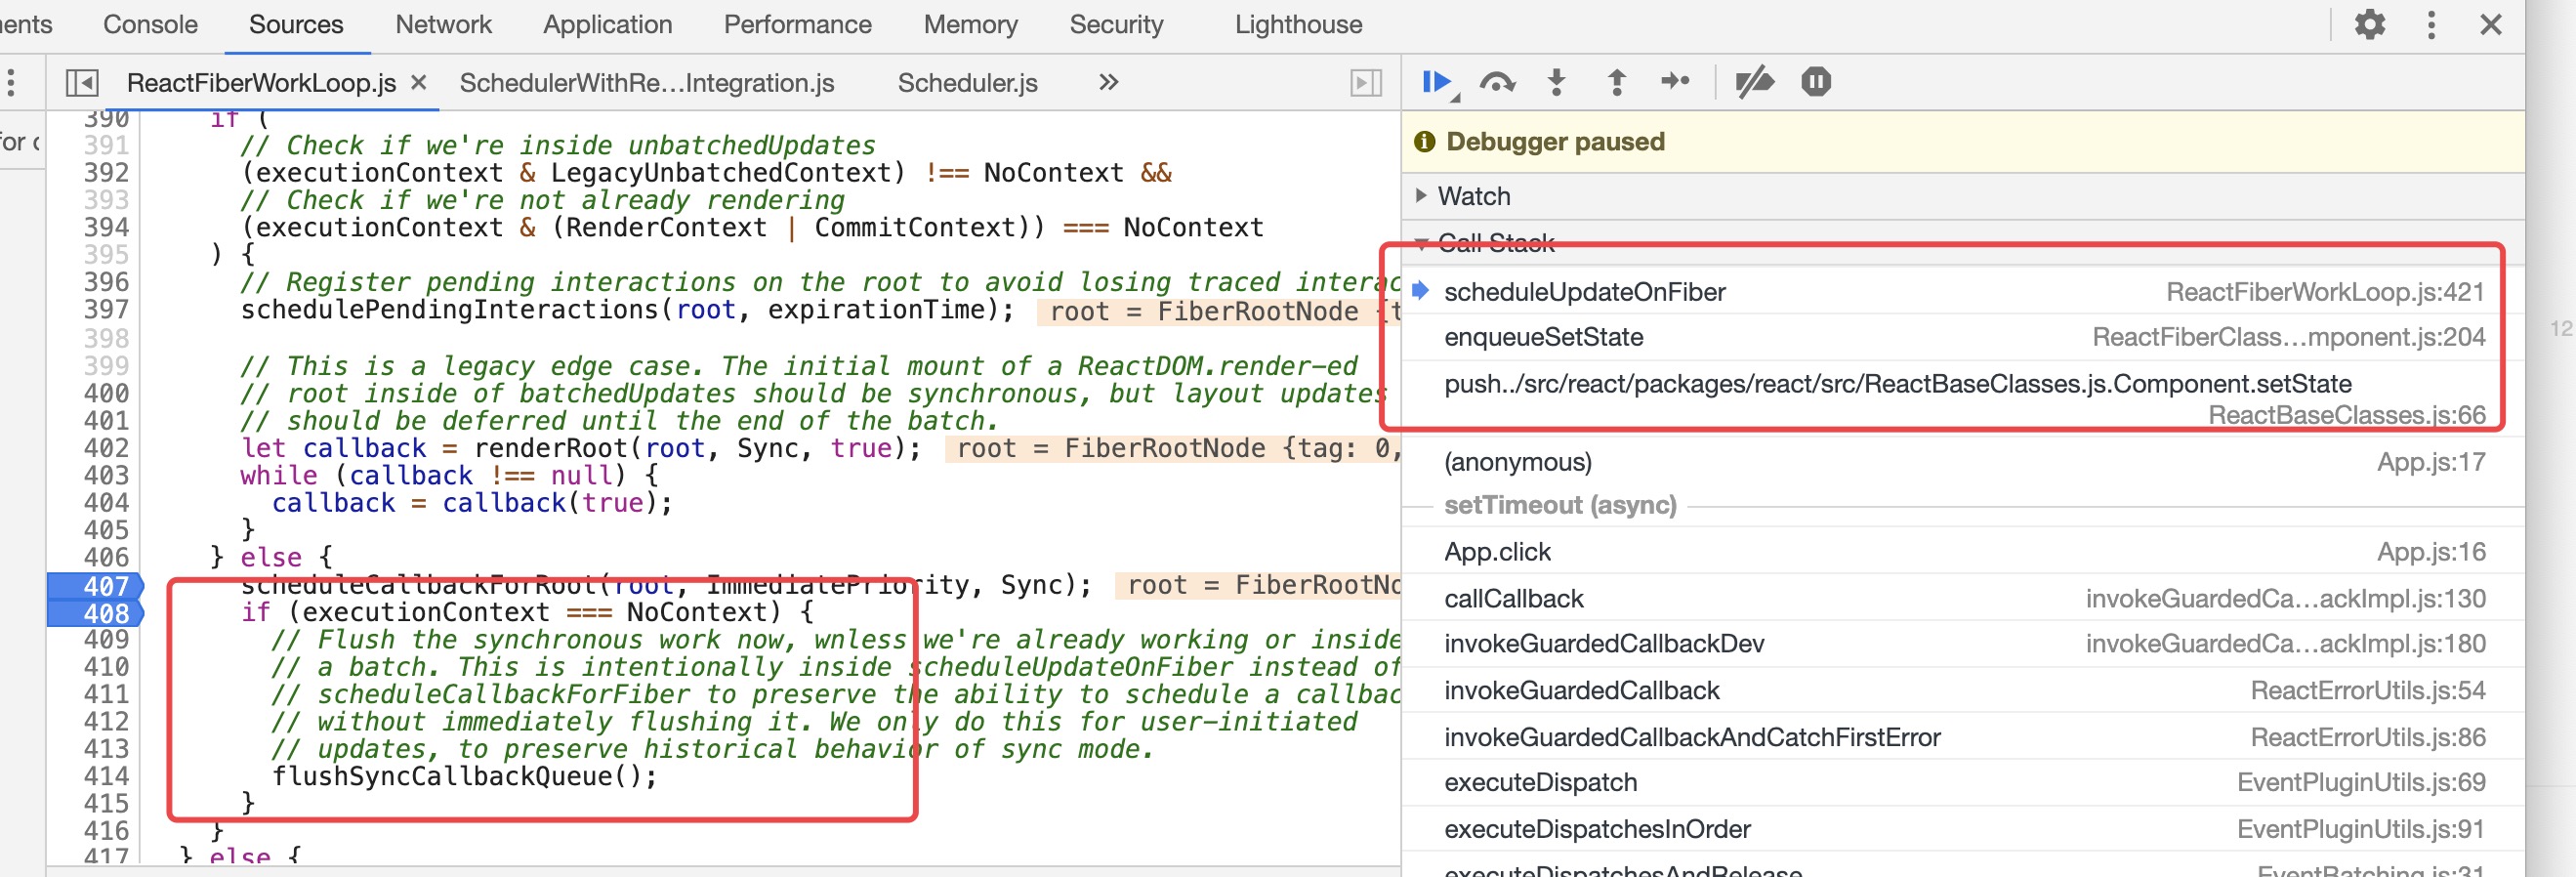 ents Console Sources Network Application Performance Memory Security Lighthouse
ReactFiberWorkLoop.js × SchedulerWithRe…Integration.js Scheduler.js »
for c
390 if (
391 // Check if we're inside unbatchedUpdates
392 (executionContext & LegacyUnbatchedContext) !== NoContext &&
393 // Check if we're not already rendering
394 (executionContext & (RenderContext | CommitContext)) === NoContext
395 ) {
396 // Register pending interactions on the root to avoid losing traced interac
397 schedulePendingInteractions(root, expirationTime); root = FiberRootNode {t
398
399 // This is a legacy edge case. The initial mount of a ReactDOM.render-ed
400 // root inside of batchedUpdates should be synchronous, but layout updates
401 // should be deferred until the end of the batch.
402 let callback = renderRoot(root, Sync, true); root = FiberRootNode {tag: 0,
403 while (callback !== null) {
404 callback = callback(true);
405 }
406 } else {
407 scheduleCallbackForRoot(root, ImmediatePriority, Sync); root = FiberRootNo
408 if (executionContext === NoContext) {
409 // Flush the synchronous work now, wnless we're already working or inside
410 // a batch. This is intentionally inside scheduleUpdateOnFiber instead of
411 // scheduleCallbackForFiber to preserve the ability to schedule a callbac
412 // without immediately flushing it. We only do this for user-initiated
413 // updates, to preserve historical behavior of sync mode.
414 flushSyncCallbackQueue();
415 }
416 }
417 } else {
Debugger paused
Watch
Call Stack
scheduleUpdateOnFiber ReactFiberWorkLoop.js:421
enqueueSetState ReactFiberClass…mponent.js:204
push../src/react/packages/react/src/ReactBaseClasses.js.Component.setState
ReactBaseClasses.js:66
(anonymous) App.js:17
setTimeout (async)
App.click App.js:16
callCallback invokeGuardedCa…ackImpl.js:130
invokeGuardedCallbackDev invokeGuardedCa…ackImpl.js:180
invokeGuardedCallback ReactErrorUtils.js:54
invokeGuardedCallbackAndCatchFirstError ReactErrorUtils.js:86
executeDispatch EventPluginUtils.js:69
executeDispatchesInOrder EventPluginUtils.js:91
executeDispatchesAndRelease EventBatching.js:31
12